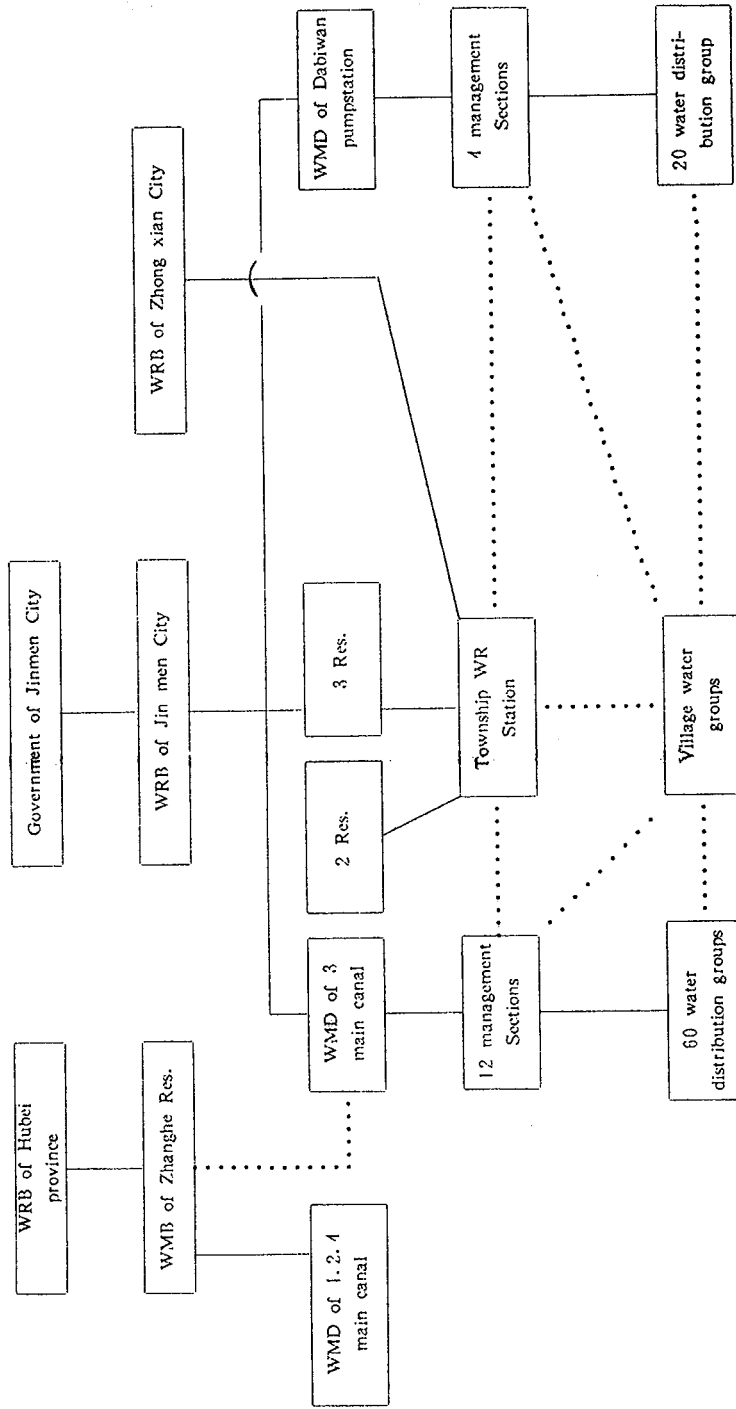 WRB of Hubei
province
Government of Jinmen City
WMB of Zhanghe Res.
WRB of Jin men City
WRB of Zhong xian City
WMD of 1. 2. 4
main canal
WMD of 3
main canal
2 Res.
3 Res.
WMD of Dabiwan
pumpstation
12 management
Sections
Township WR
Station
4 management
Sections
60 water
distribution groups
Village water
groups
20 water distri-
bution group